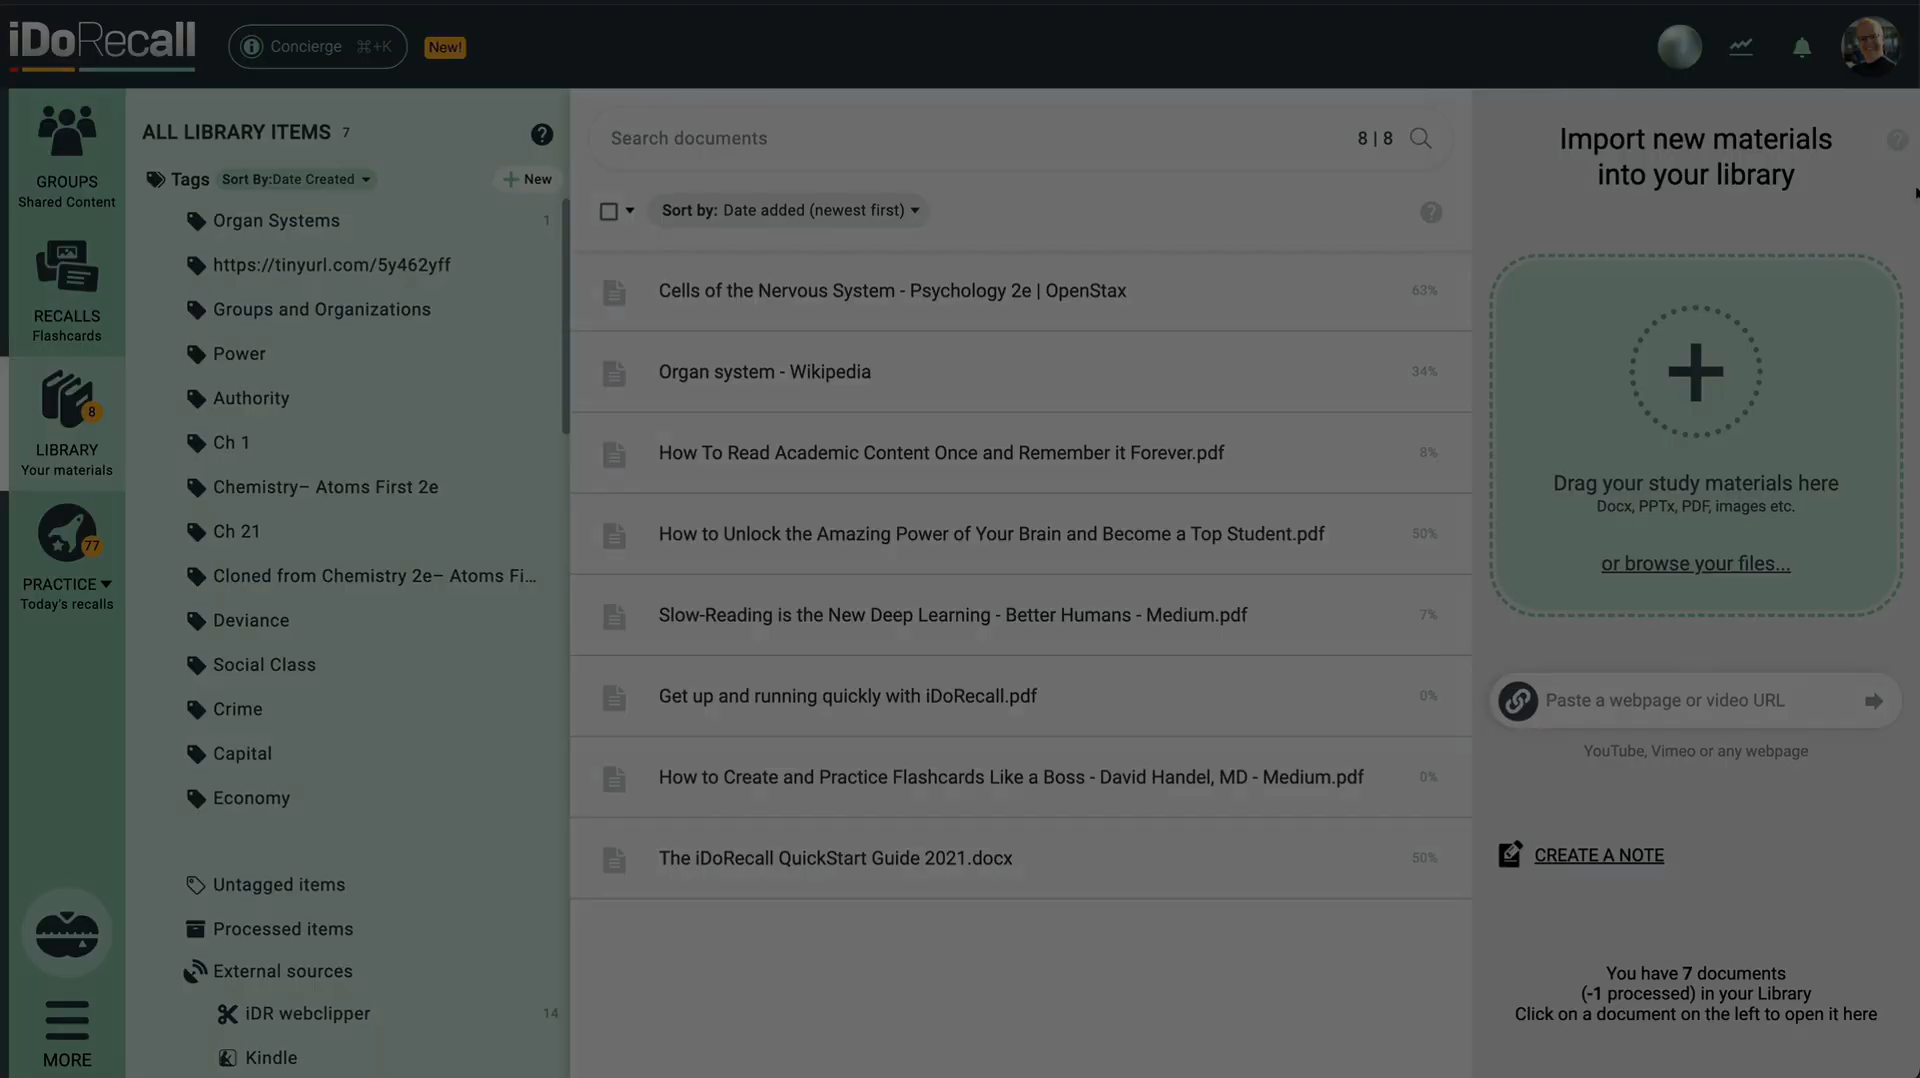 iDoRecall
Concierge ⌘+K
New!
GROUPS
Shared Content
RECALLS
Flashcards
8
LIBRARY
Your materials
77
PRACTICE
Today's recalls
MORE
ALL LIBRARY ITEMS 7
?
Tags Sort By:Date Created
+ New
Organ Systems 1
https://tinyurl.com/5y462yff
Groups and Organizations
Power
Authority
Ch 1
Chemistry– Atoms First 2e
Ch 21
Cloned from Chemistry 2e– Atoms Fi...
Deviance
Social Class
Crime
Capital
Economy
Untagged items
Processed items
External sources
iDR webclipper 14
Kindle
Search documents 8 | 8
Sort by: Date added (newest first)
?
Cells of the Nervous System - Psychology 2e | OpenStax 63%
Organ system - Wikipedia 34%
How To Read Academic Content Once and Remember it Forever.pdf 8%
How to Unlock the Amazing Power of Your Brain and Become a Top Student.pdf 50%
Slow-Reading is the New Deep Learning - Better Humans - Medium.pdf 7%
Get up and running quickly with iDoRecall.pdf 0%
How to Create and Practice Flashcards Like a Boss - David Handel, MD - Medium.pdf 0%
The iDoRecall QuickStart Guide 2021.docx 50%
Import new materials
into your library
?
Drag your study materials here
Docx, PPTx, PDF, images etc.
or browse your files...
Paste a webpage or video URL
YouTube, Vimeo or any webpage
CREATE A NOTE
You have 7 documents
(-1 processed) in your Library
Click on a document on the left to open it here